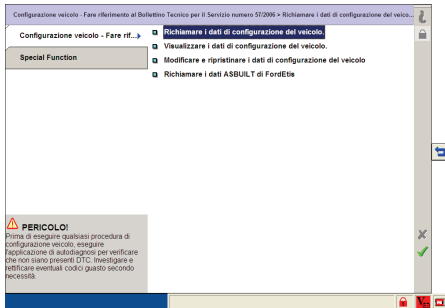 Configurazione veicolo - Fare riferimento al Bollettino Tecnico per il Servizio numero 57/2006 > Richiamare i dati di configurazione del veico...
Configurazione veicolo - Fare rif...
Special Function
Richiamare i dati di configurazione del veicolo.
Visualizzare i dati di configurazione del veicolo.
Modificare e ripristinare i dati di configurazione del veicolo
Richiamare i dati ASBUILT di FordEtis
PERICOLO!
Prima di eseguire qualsiasi procedura di
configurazione veicolo, eseguire
l'applicazione di autodiagnosi per verificare
che non siano presenti DTC. Investigare e
rettificare eventuali codici guasto secondo
necessità.